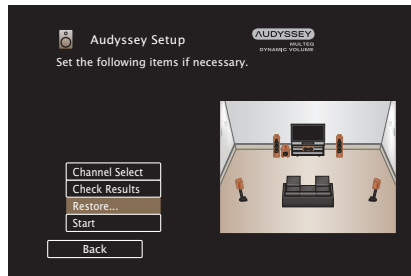 Audyssey Setup
AUDYSSEY
MULTEQ
DYNAMIC VOLUME
Set the following items if necessary.
Channel Select
Check Results
Restore...
Start
Back